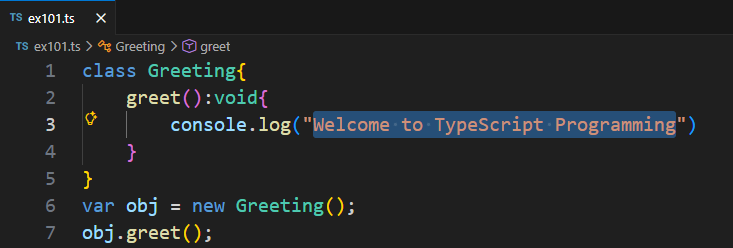 TS ex101.ts ×
TS ex101.ts > Greeting > greet
1 class Greeting{
2 greet():void{
3 console.log("Welcome to TypeScript Programming")
4 }
5 }
6 var obj = new Greeting();
7 obj.greet();